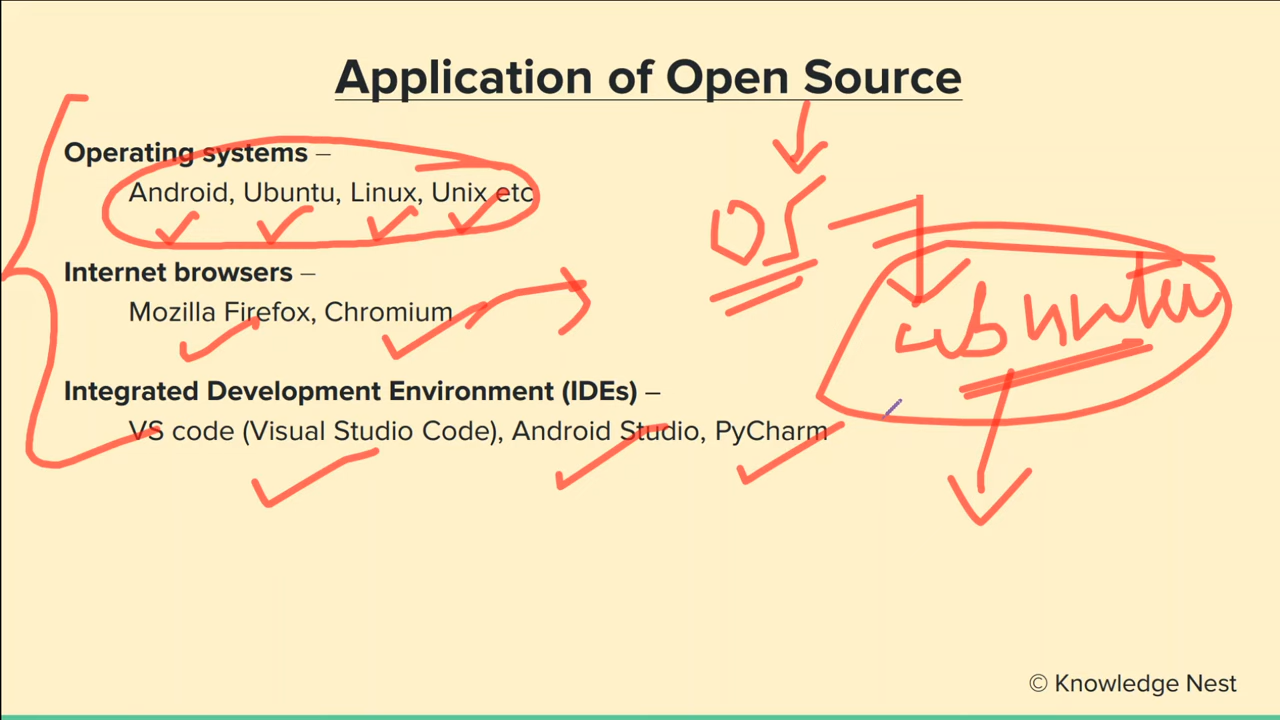 Application of Open Source
Operating systems –
Android, Ubuntu, Linux, Unix etc
Internet browsers –
Mozilla Firefox, Chromium
Integrated Development Environment (IDEs) –
VS code (Visual Studio Code), Android Studio, PyCharm
OS
ubuntu
© Knowledge Nest